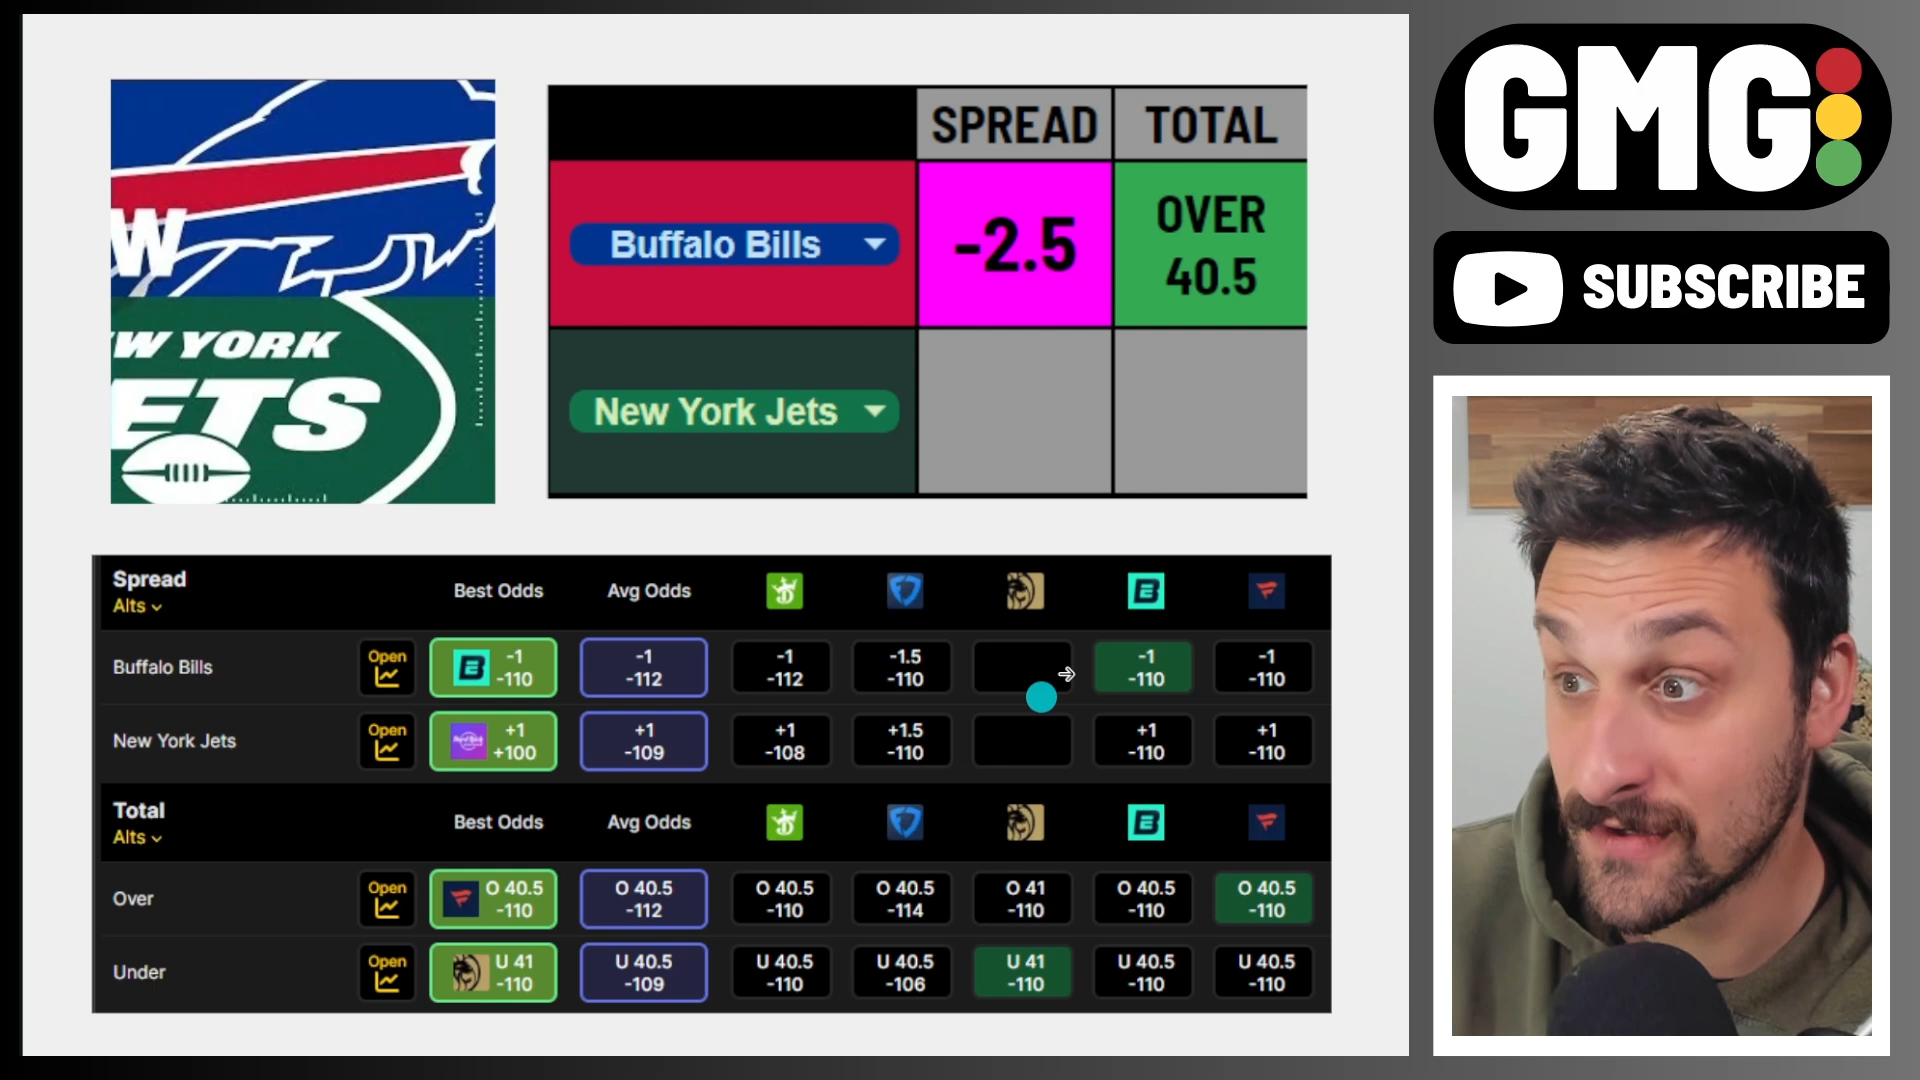 W
W YORK
ETS
SPREAD TOTAL
Buffalo Bills -2.5 OVER
40.5
New York Jets
GMG
SUBSCRIBE
Spread
Alts
Best Odds Avg Odds
Buffalo Bills Open B -1 -1 -1 -1.5 -1 -1
-110 -112 -112 -110 -110 -110
New York Jets Open +1 +1 +1 +1.5 +1 +1
+100 -109 -108 -110 -110 -110
Total
Alts
Best Odds Avg Odds
Over Open O 40.5 O 40.5 O 40.5 O 40.5 O 41 O 40.5 O 40.5
-110 -112 -110 -114 -110 -110 -110
Under Open U 41 U 40.5 U 40.5 U 40.5 U 41 U 40.5 U 40.5
-110 -109 -110 -106 -110 -110 -110